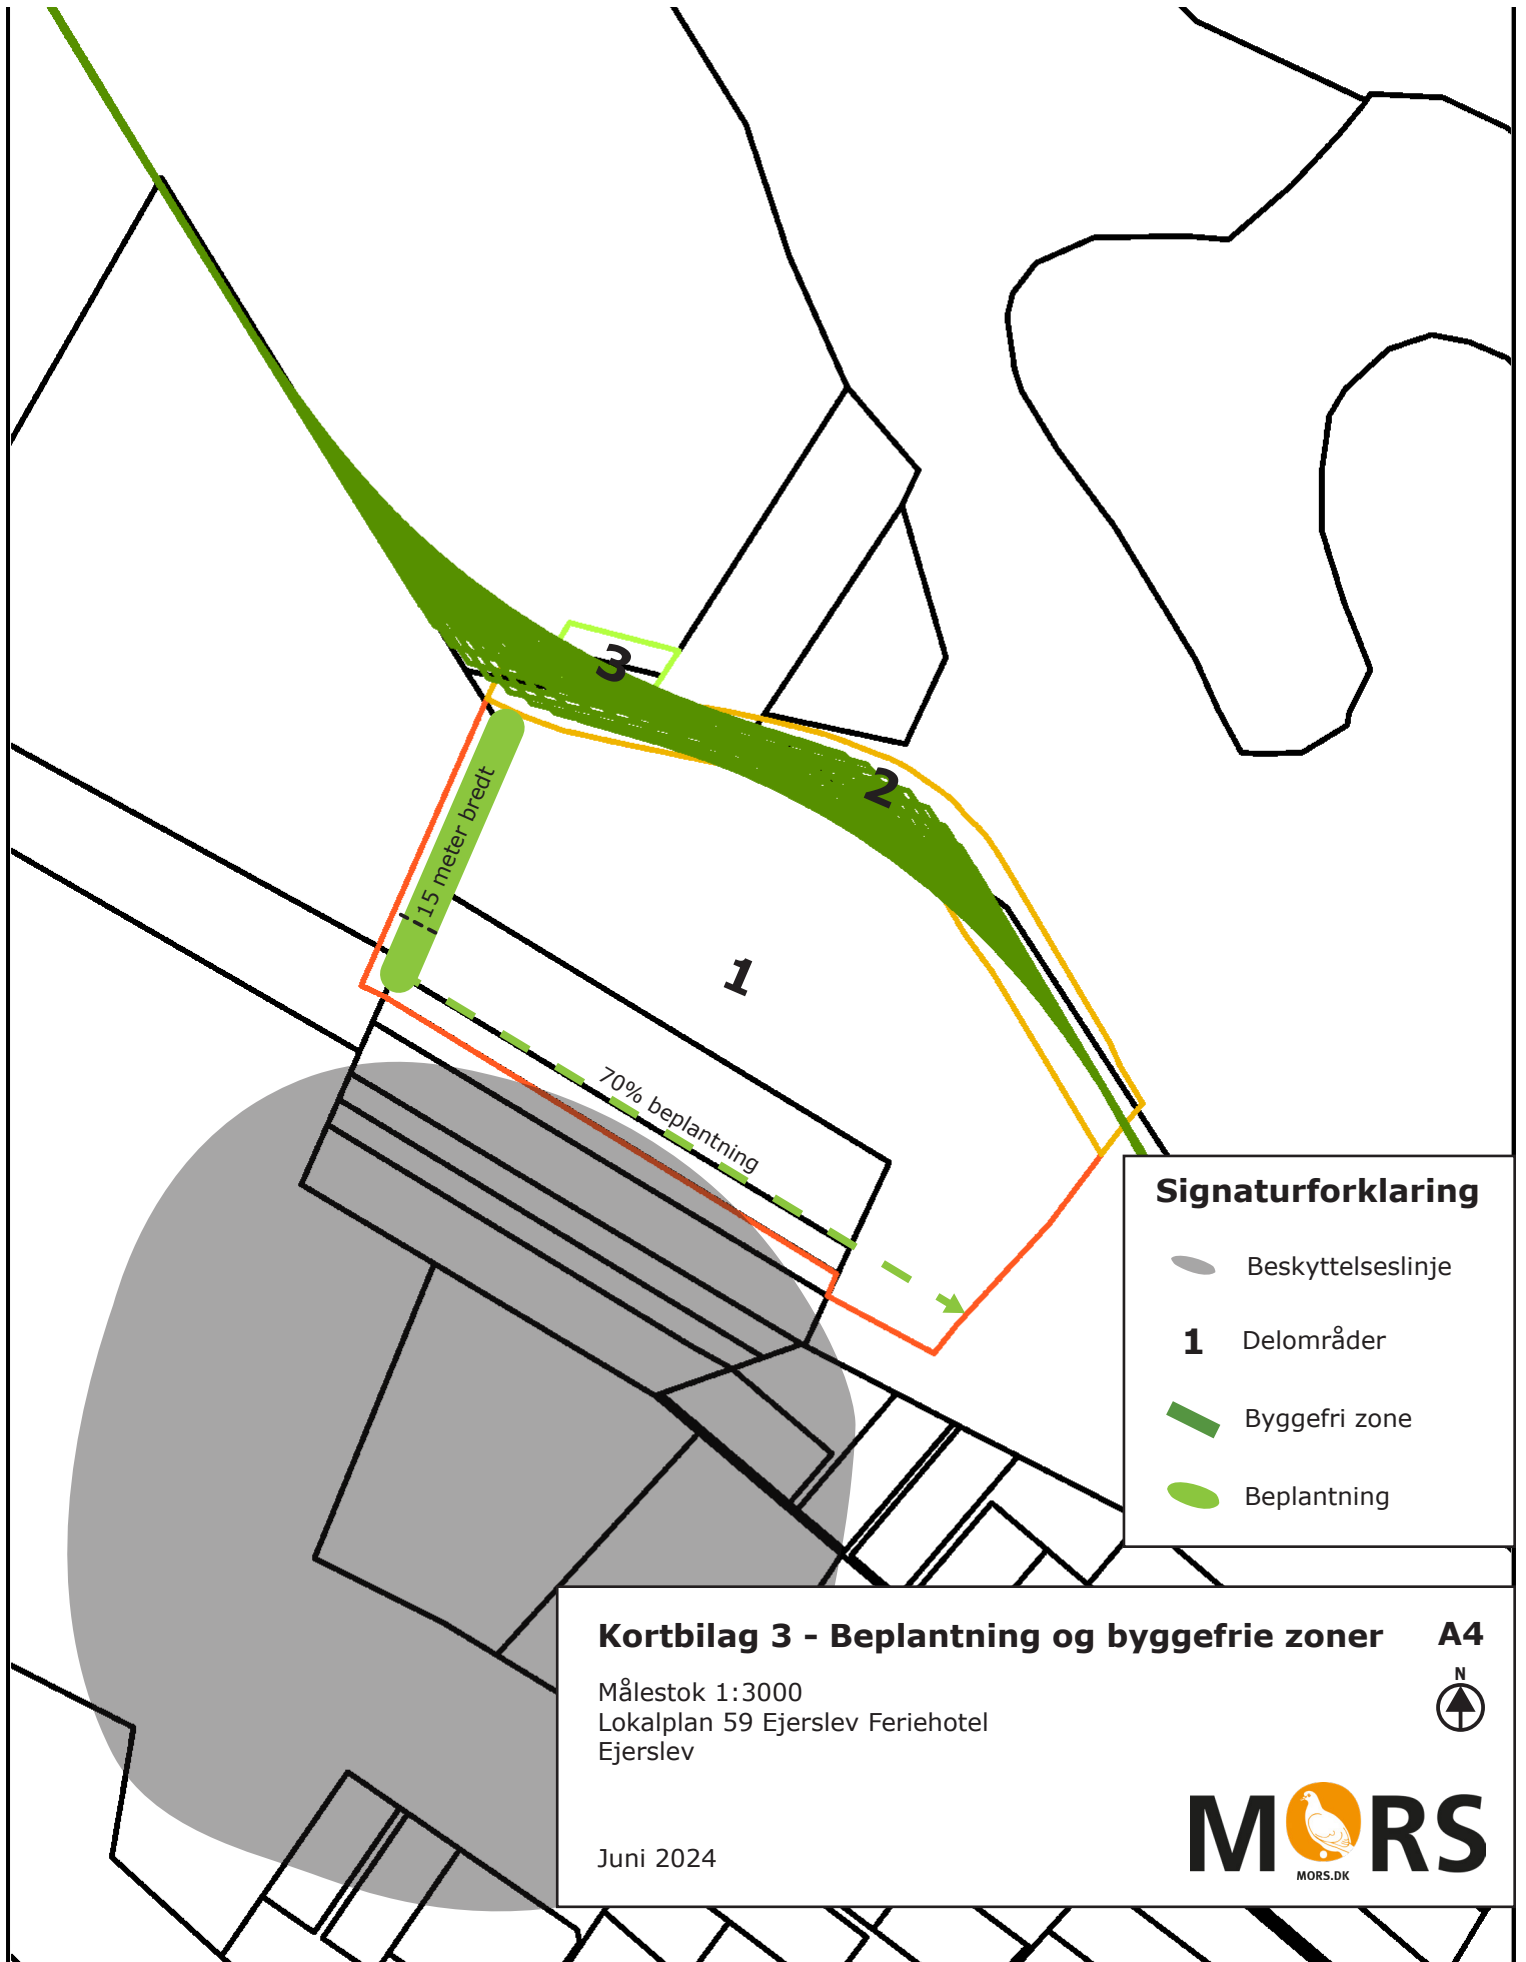 3
2
15 meter bredt
1
70% beplantning
Signaturforklaring
Beskyttelseslinje
1 Delområder
Byggefri zone
Beplantning
Kortbilag 3 - Beplantning og byggefrie zoner A4
N
Målestok 1:3000
Lokalplan 59 Ejerslev Feriehotel
Ejerslev
Juni 2024
MORS
MORS.DK